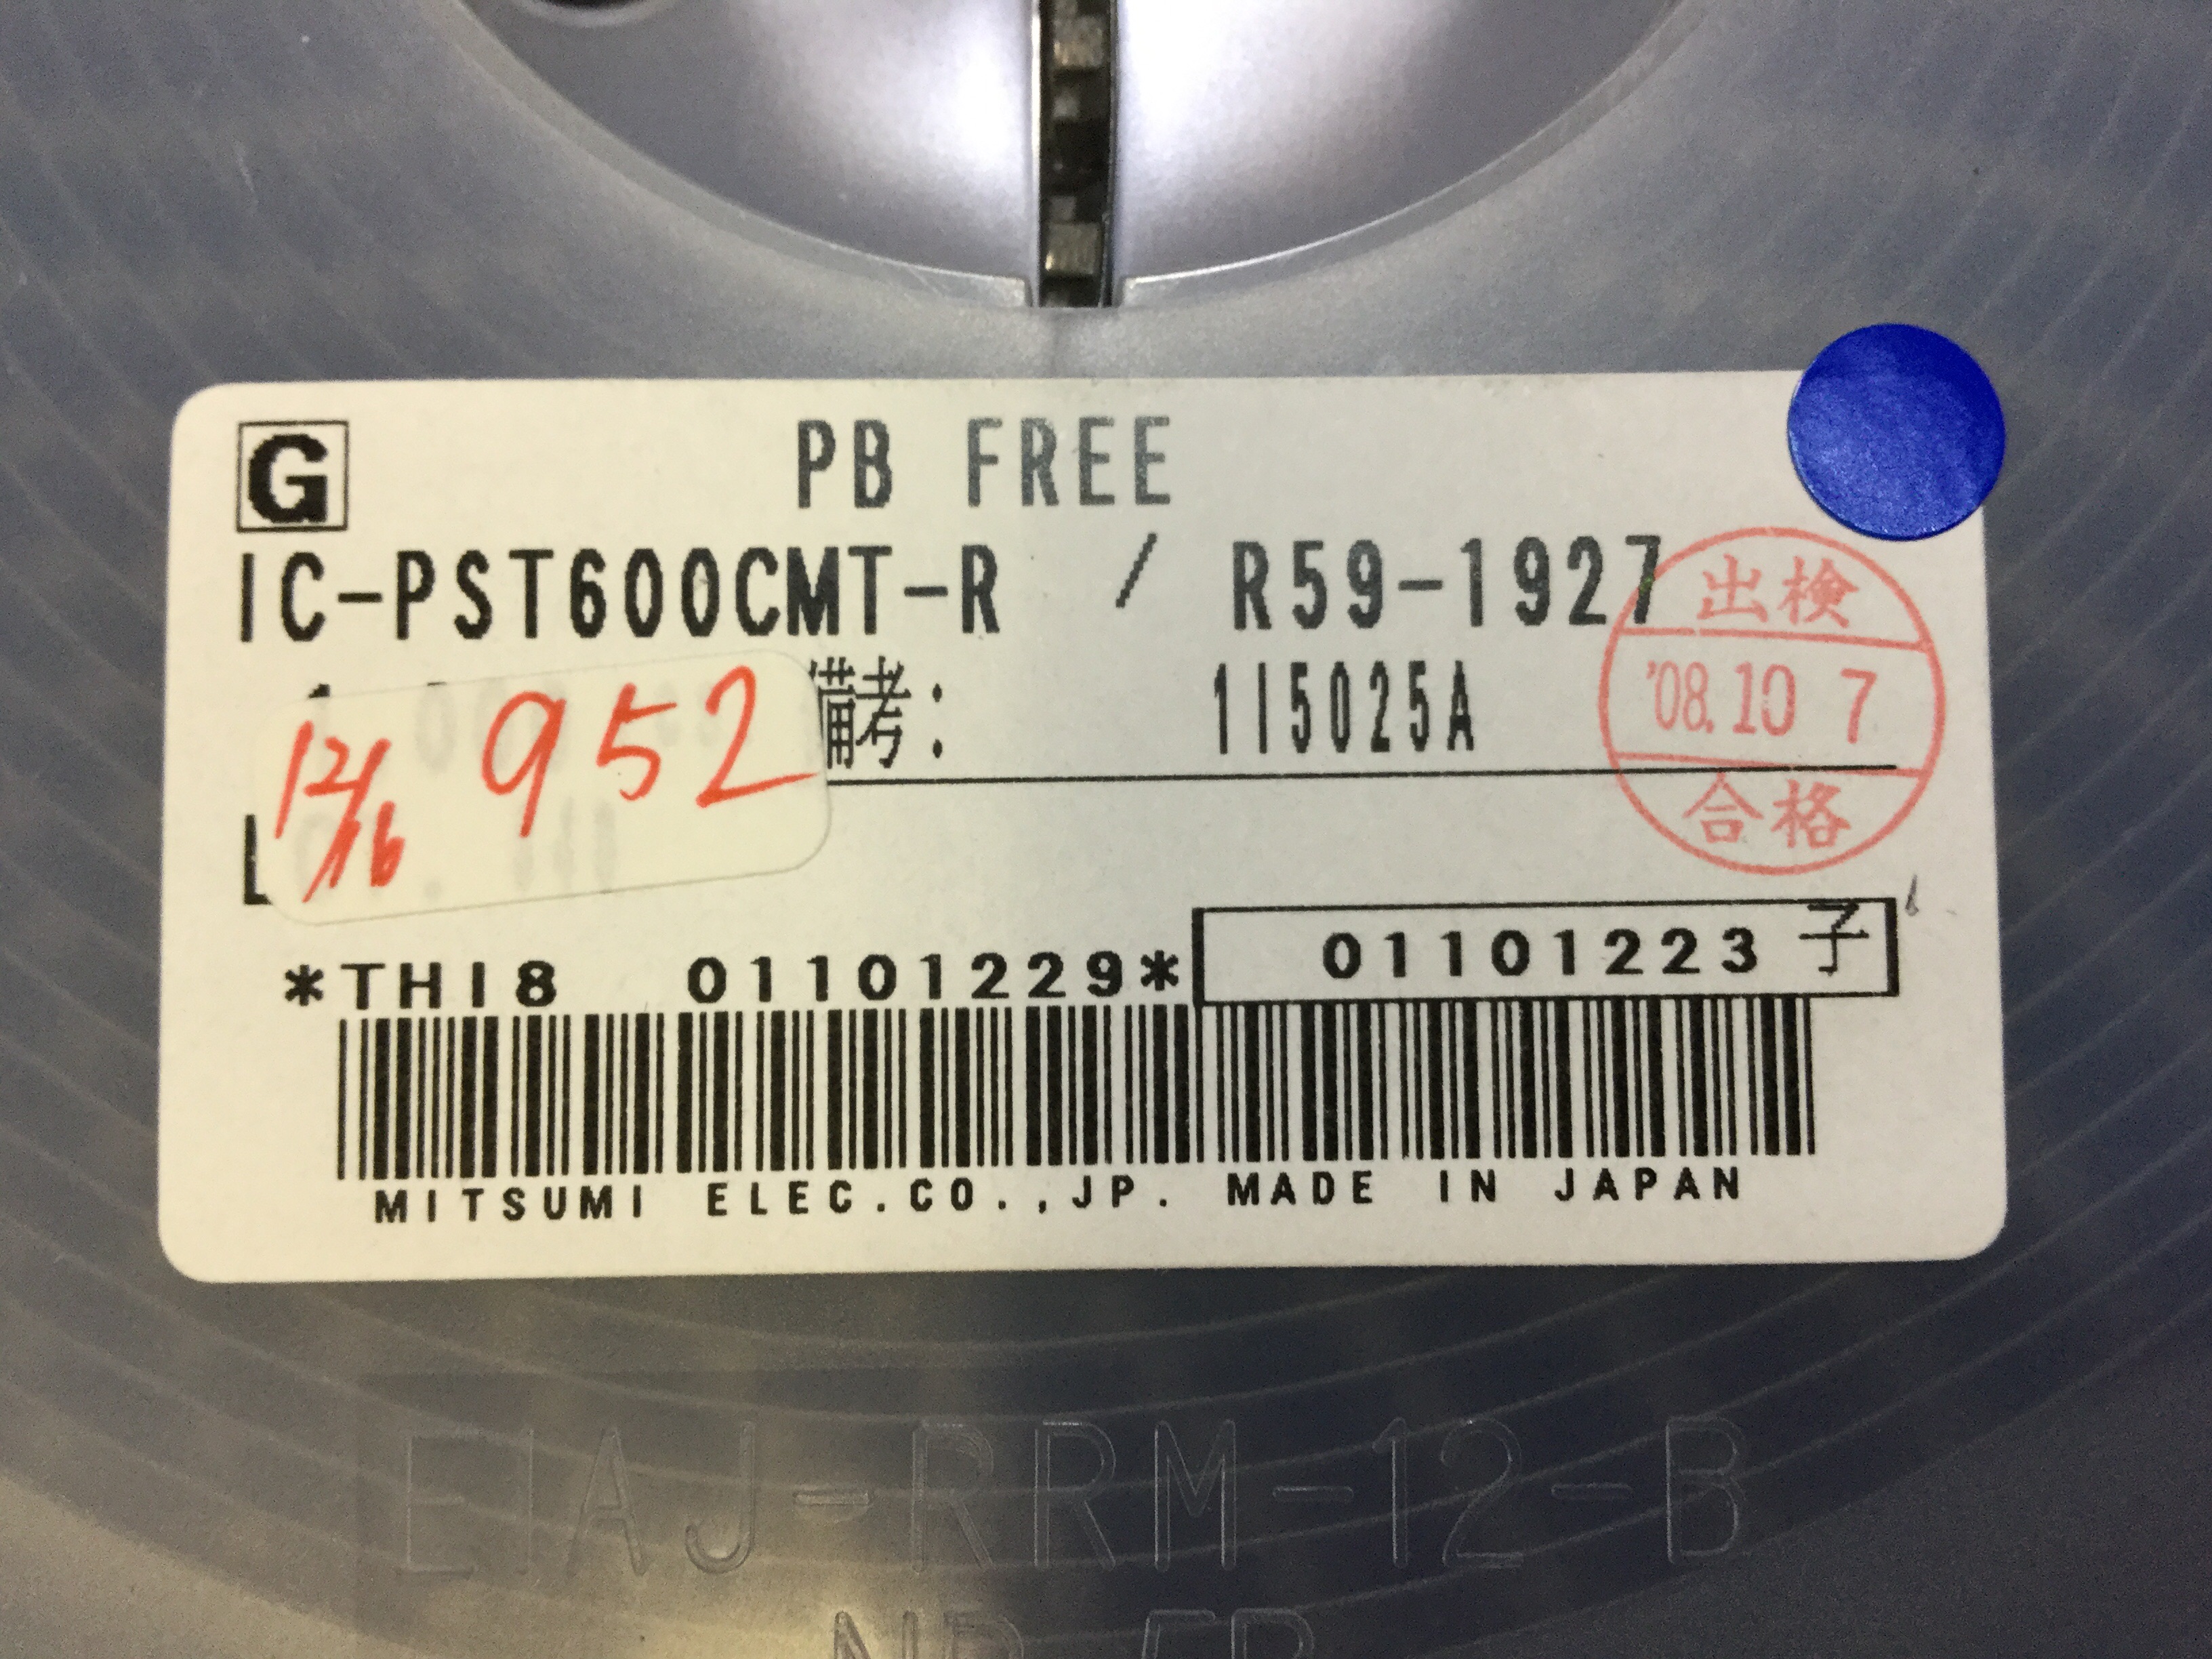 G
PB FREE
IC-PST600CMT-R / R59-1927
備考: 1I5025A
12/16 952
L
出検
'08.10 7
合格
01101223 子
*THI8 01101229*
MITSUMI ELEC.CO.,JP. MADE IN JAPAN
EIAJ-RRM-12-B